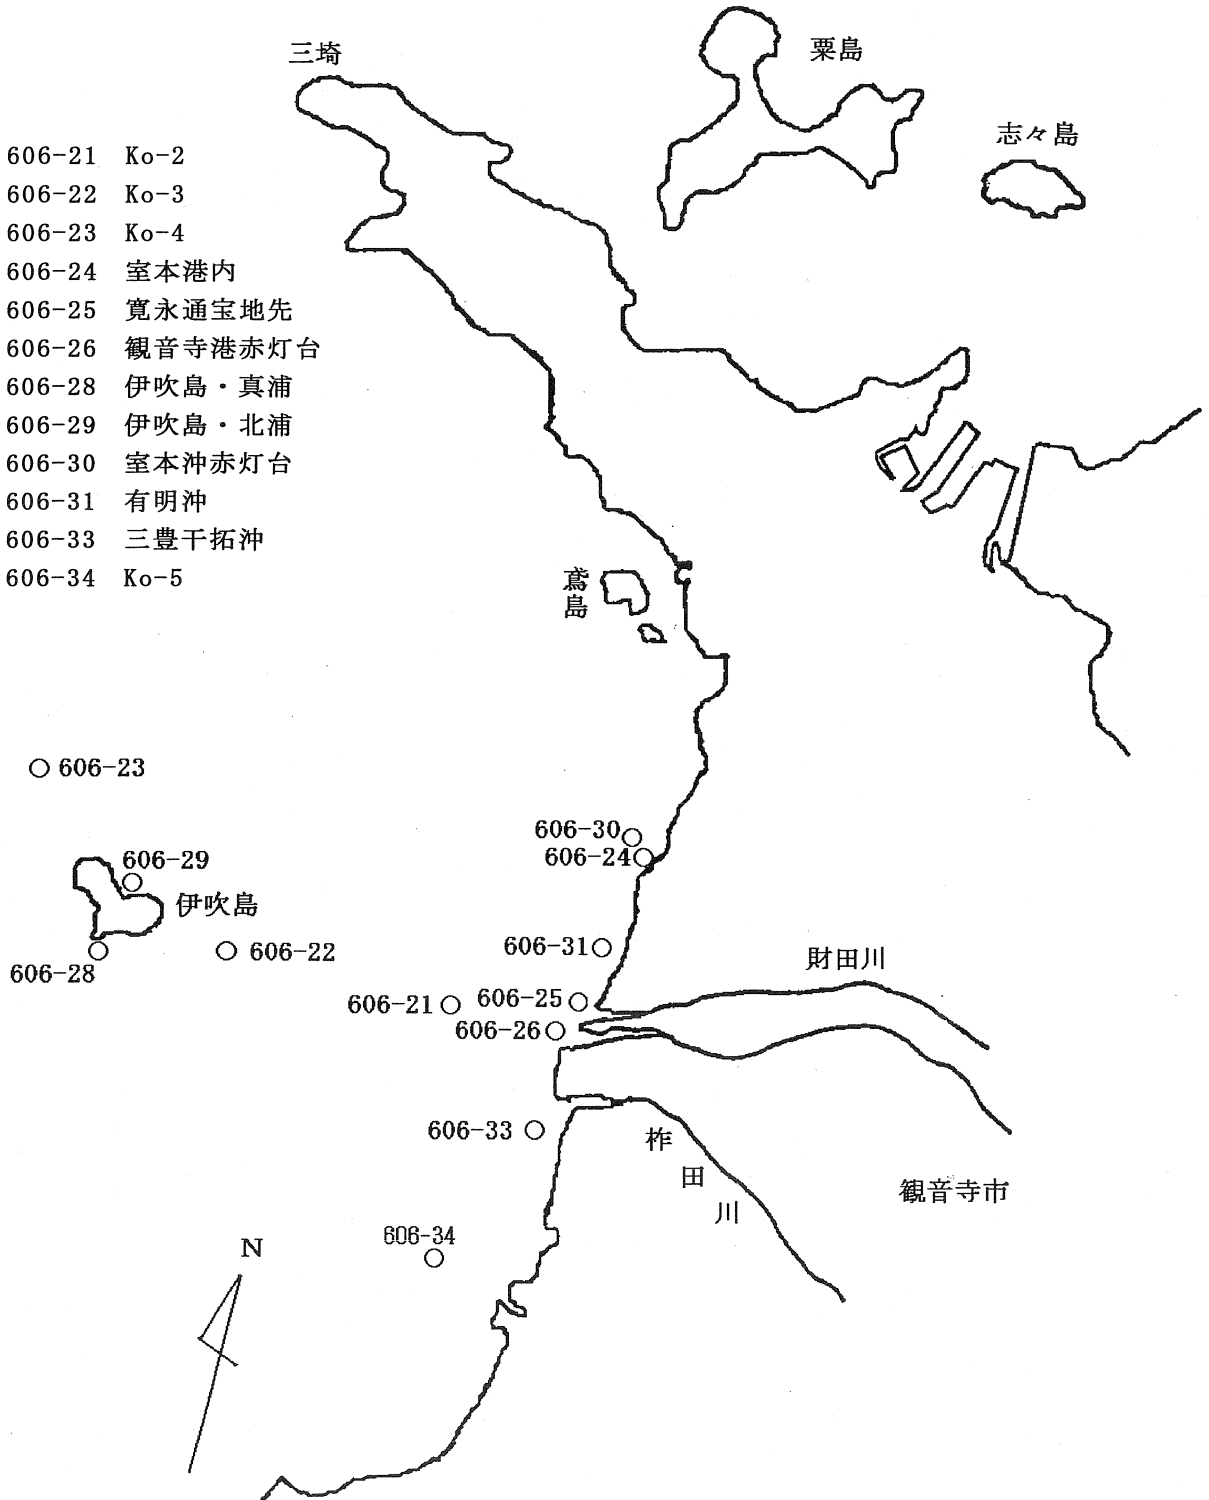 三埼
粟島
志々島
606-21 Ko-2
606-22 Ko-3
606-23 Ko-4
606-24 室本港内
606-25 寛永通宝地先
606-26 観音寺港赤灯台
606-28 伊吹島・真浦
606-29 伊吹島・北浦
606-30 室本沖赤灯台
606-31 有明沖
606-33 三豊干拓沖
606-34 Ko-5
鳶島
606-23
606-30
606-24
606-29
伊吹島
606-28
606-22
606-31
財田川
606-21
606-25
606-26
606-33
柞田川
観音寺市
606-34
N